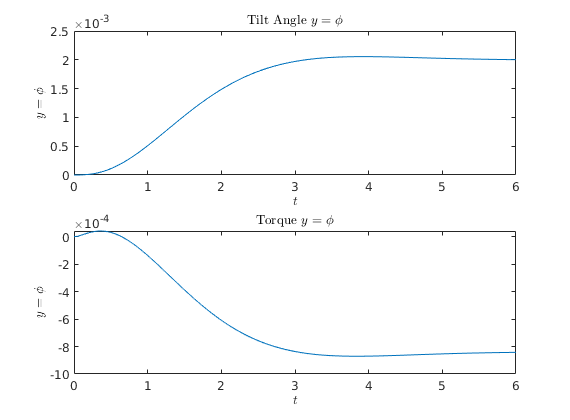 Tilt Angle y = ϕ
×10-3
2.5
2
1.5
1
0.5
0
y = ϕ
0 1 2 3 4 5 6
t
Torque y = ϕ
×10-4
0
-2
-4
-6
-8
-10
y = ϕ
0 1 2 3 4 5 6
t